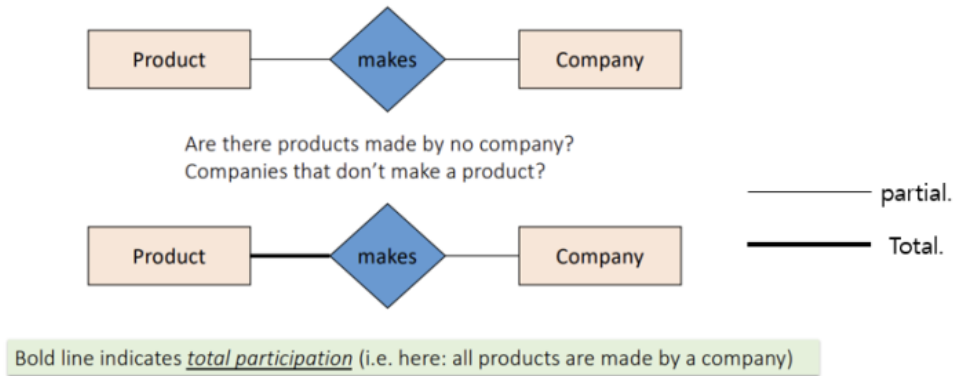 Product makes Company
Are there products made by no company?
Companies that don't make a product?
partial.
Total.
Product makes Company
Bold line indicates total participation (i.e. here: all products are made by a company)